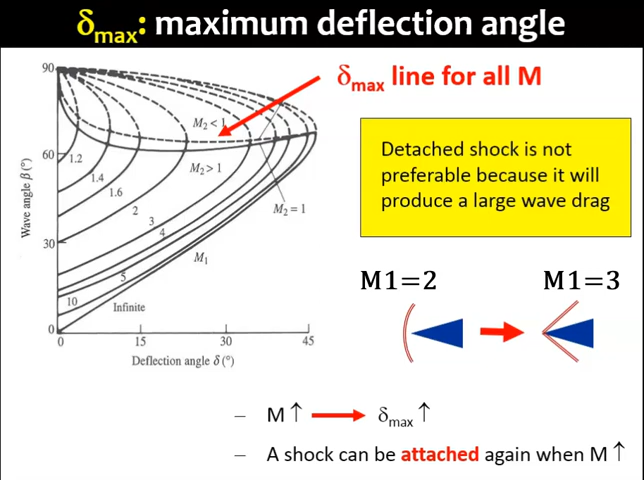 δmax: maximum deflection angle
δmax line for all M
90
60
30
0
Wave angle β (°)
M2 < 1
M2 > 1
M2 = 1
M1
1.2
1.4
1.6
2
3
4
5
10
Infinite
0
15
30
45
Deflection angle δ (°)
Detached shock is not
preferable because it will
produce a large wave drag
M1=2
M1=3
– M ↑ → δmax ↑
– A shock can be attached again when M ↑